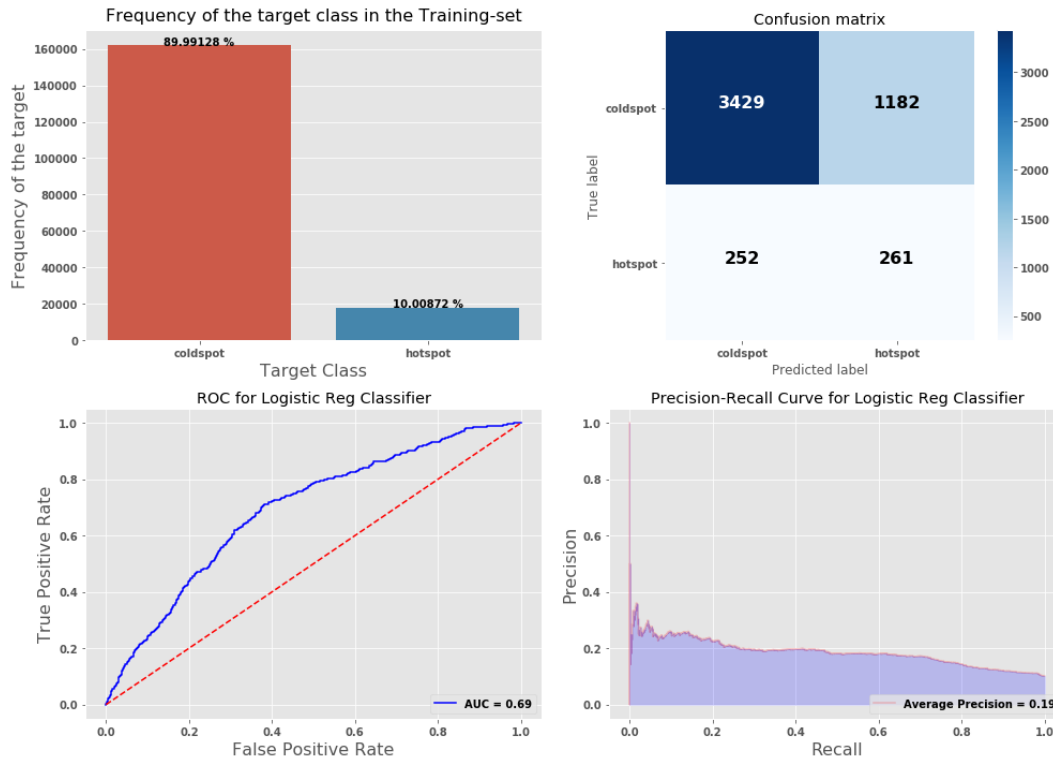 Frequency of the target class in the Training-set
89.99128 %
160000
140000
120000
100000
80000
60000
40000
20000
0
10.00872 %
coldspot
hotspot
Target Class
Frequency of the target
Confusion matrix
coldspot
hotspot
True label
3429
1182
252
261
coldspot
hotspot
Predicted label
3000
2500
2000
1500
1000
500
ROC for Logistic Reg Classifier
1.0
0.8
0.6
0.4
0.2
0.0
True Positive Rate
AUC = 0.69
0.0
0.2
0.4
0.6
0.8
1.0
False Positive Rate
Precision-Recall Curve for Logistic Reg Classifier
1.0
0.8
0.6
0.4
0.2
0.0
Precision
Average Precision = 0.19
0.0
0.2
0.4
0.6
0.8
1.0
Recall